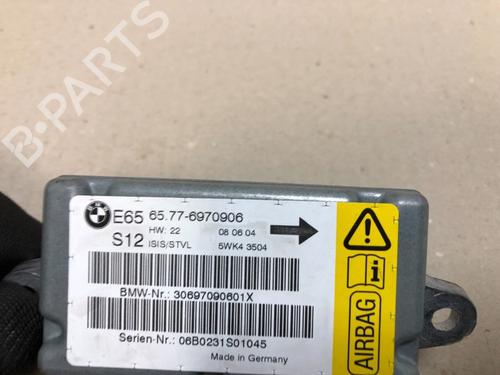 B-Parts
BMW
E65 65.77-6970906
HW: 22 08 06 04
S12 ISIS/STVL 5WK4 3504
BMW-Nr.: 30697090601X
Serien-Nr.: 06B0231S01045
Made in Germany
AIRBAG